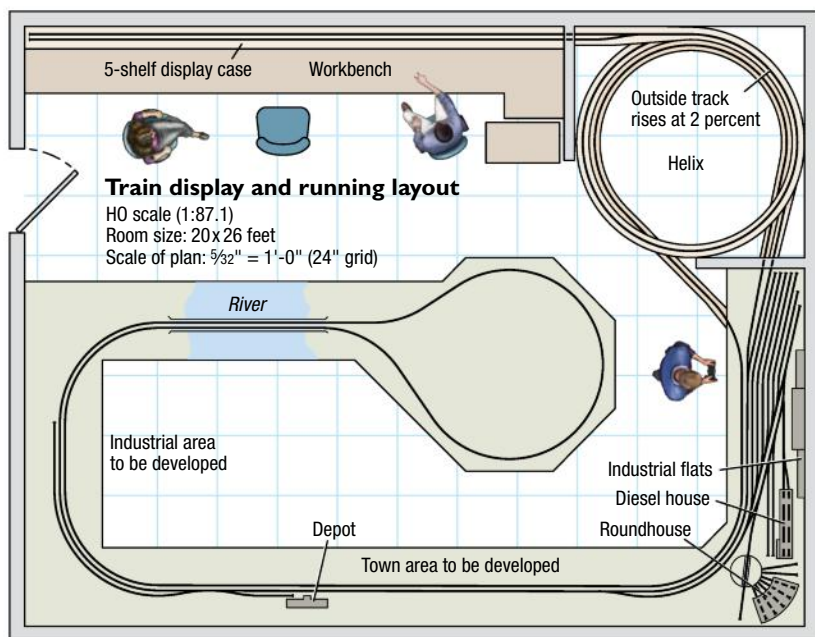 5-shelf display case
Workbench
Outside track
rises at 2 percent
Helix
Train display and running layout
HO scale (1:87.1)
Room size: 20 x 26 feet
Scale of plan: 5/32" = 1'-0" (24" grid)
River
Industrial area
to be developed
Industrial flats
Diesel house
Roundhouse
Depot
Town area to be developed